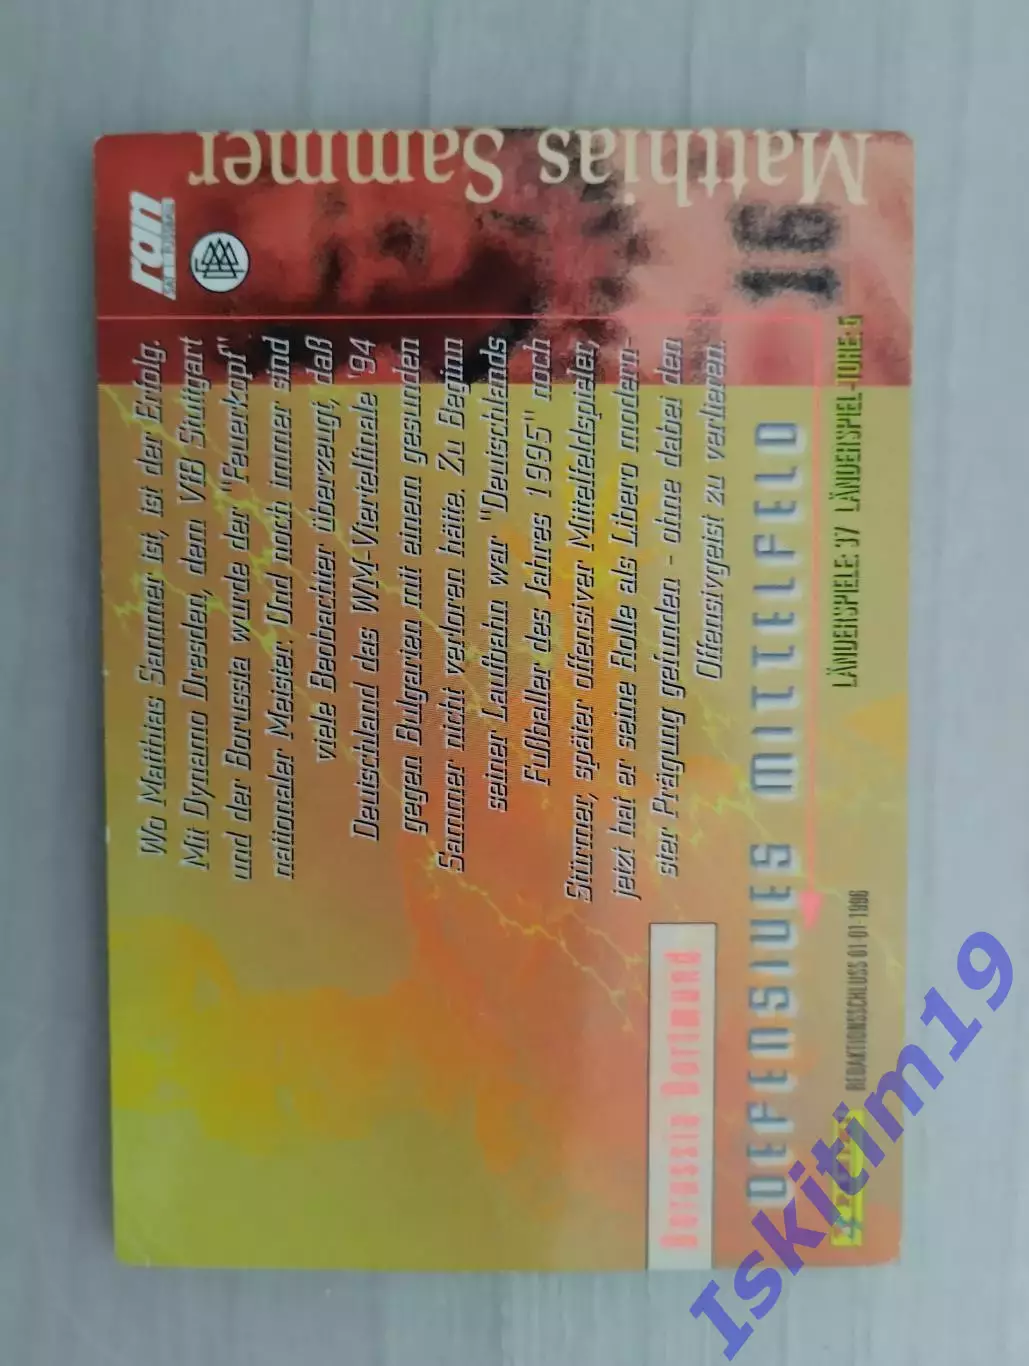 Matthias Sammer
16
ran
Wo Matthias Sammer ist, ist der Erfolg.
Mit Dynamo Dresden, dem VfB Stuttgart
und der Borussia wurde der "Feuerkopf"
nationaler Meister. Und noch immer sind
viele Beobachter überzeugt, daß
Deutschland das WM-Viertelfinale '94
gegen Bulgarien mit einem gesunden
Sammer nicht verloren hätte. Zu Beginn
seiner Laufbahn war "Deutschlands
Fußballer des Jahres 1995" noch
Stürmer, später offensiver Mittelfeldspieler,
jetzt hat er seine Rolle als Libero modern-
ster Prägung gefunden - ohne dabei den
Offensivgeist zu verlieren.
Borussia Dortmund
DEFENSIVES MITTELFELD
LÄNDERSPIELE: 37 LÄNDERSPIEL-TORE: 6
REDAKTIONSSCHLUSS 01-01-1996
Iskitim19